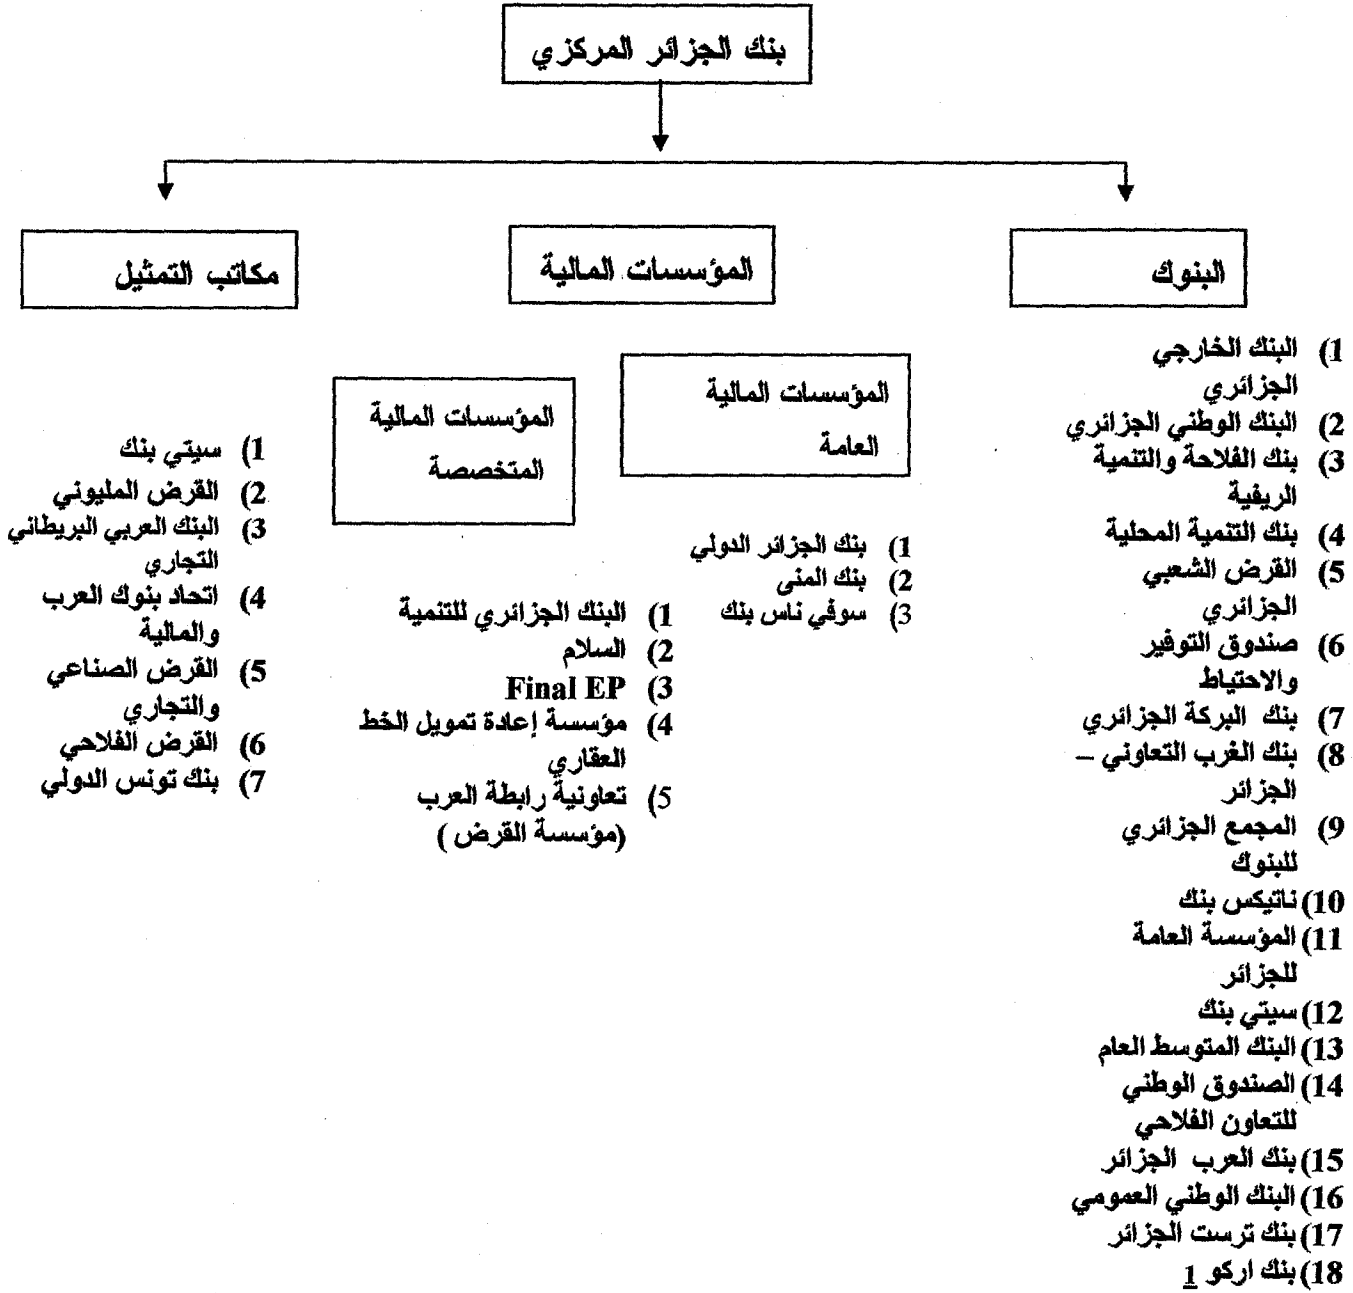 بنك الجزائر المركزي
البنوك
1) البنك الخارجي
الجزائري
2) البنك الوطني الجزائري
3) بنك الفلاحة والتنمية
الريفية
4) بنك التنمية المحلية
5) القرض الشعبي
الجزائري
6) صندوق التوفير
والاحتياط
7) بنك البركة الجزائري
8) بنك الغرب التعاوني –
الجزائر
9) المجمع الجزائري
للبنوك
10) ناتيكس بنك
11) المؤسسة العامة
للجزائر
12) سيتي بنك
13) البنك المتوسط العام
14) الصندوق الوطني
للتعاون الفلاحي
15) بنك العرب الجزائر
16) البنك الوطني العمومي
17) بنك ترست الجزائر
18) بنك اركو 1
المؤسسات المالية
المؤسسات المالية
العامة
1) بنك الجزائر الدولي
2) بنك المنى
3) سوفي ناس بنك
المؤسسات المالية
المتخصصة
1) البنك الجزائري للتنمية
2) السلام
3) Final EP
4) مؤسسة إعادة تمويل الخط
العقاري
5) تعاونية رابطة العرب
(مؤسسة القرض )
مكاتب التمثيل
1) سيتي بنك
2) القرض المليوني
3) البنك العربي البريطاني
التجاري
4) اتحاد بنوك العرب
والمالية
5) القرض الصناعي
والتجاري
6) القرض الفلاحي
7) بنك تونس الدولي